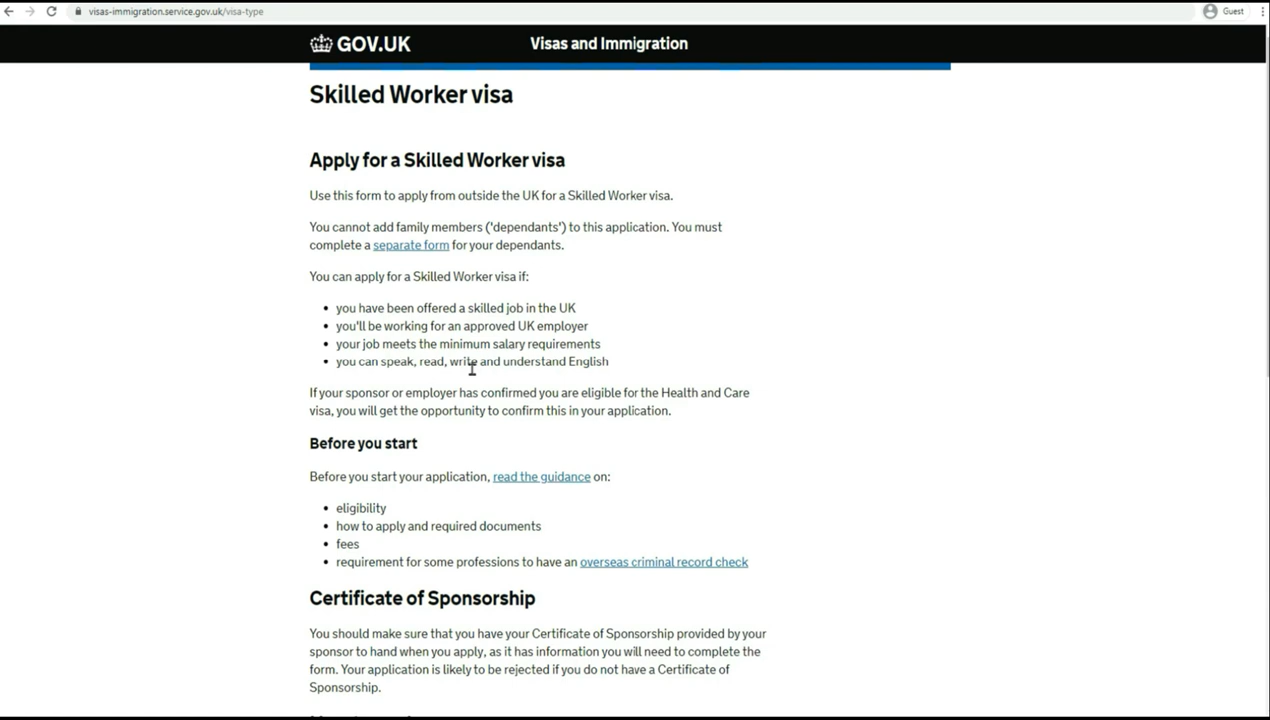 visas-immigration.service.gov.uk/visa-type
Guest
GOV.UK
Visas and Immigration
Skilled Worker visa
Apply for a Skilled Worker visa
Use this form to apply from outside the UK for a Skilled Worker visa.
You cannot add family members ('dependants') to this application. You must
complete a separate form for your dependants.
You can apply for a Skilled Worker visa if:
• you have been offered a skilled job in the UK
• you'll be working for an approved UK employer
• your job meets the minimum salary requirements
• you can speak, read, write and understand English
If your sponsor or employer has confirmed you are eligible for the Health and Care
visa, you will get the opportunity to confirm this in your application.
Before you start
Before you start your application, read the guidance on:
• eligibility
• how to apply and required documents
• fees
• requirement for some professions to have an overseas criminal record check
Certificate of Sponsorship
You should make sure that you have your Certificate of Sponsorship provided by your
sponsor to hand when you apply, as it has information you will need to complete the
form. Your application is likely to be rejected if you do not have a Certificate of
Sponsorship.